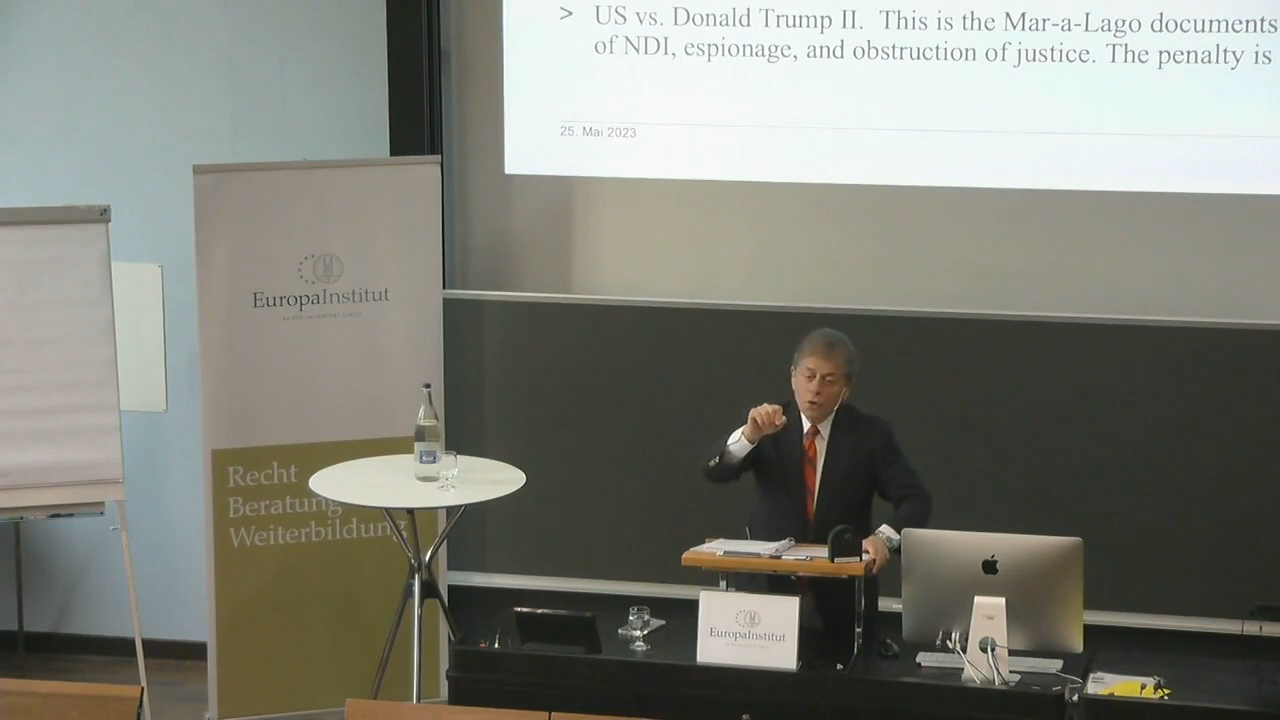 > US vs. Donald Trump II. This is the Mar-a-Lago documents
of NDI, espionage, and obstruction of justice. The penalty is
25. Mai 2023
EuropaInstitut
Recht
Beratung
Weiterbildung
EuropaInstitut